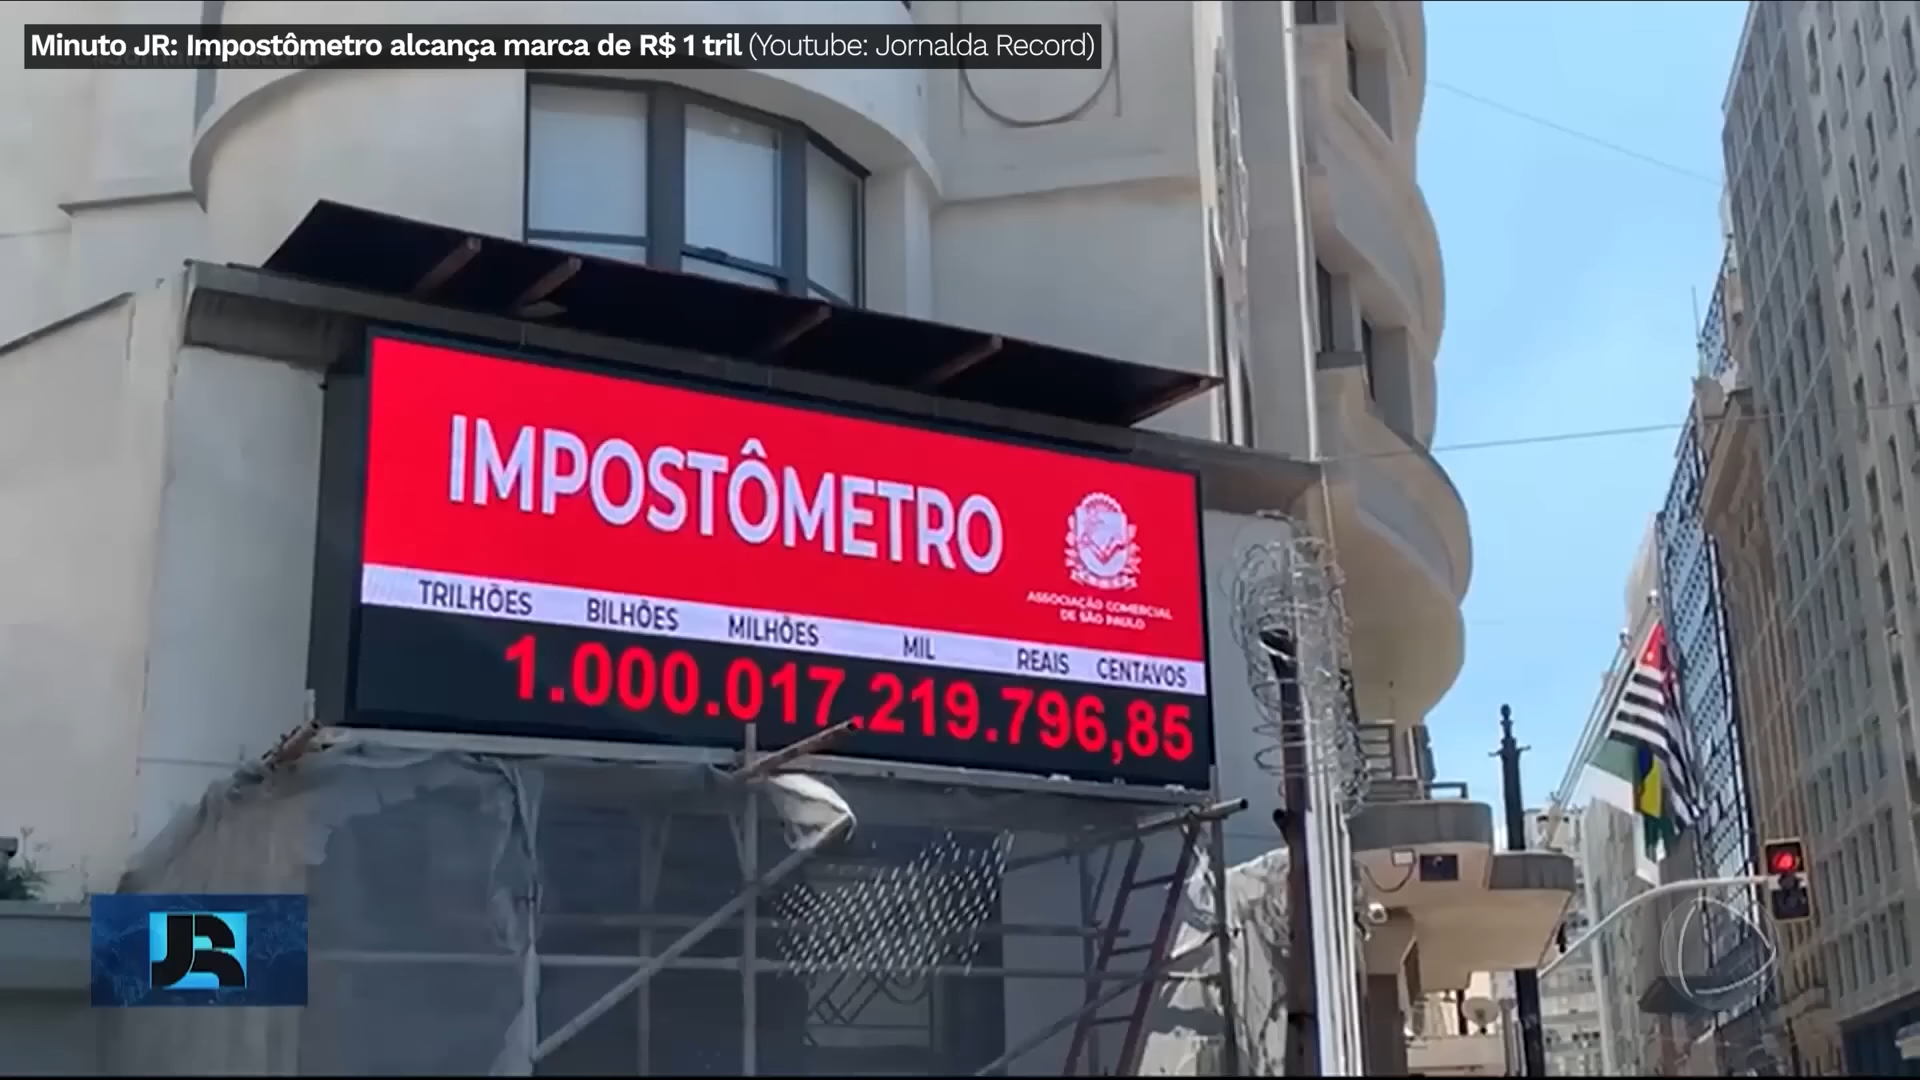 Minuto JR: Impostômetro alcança marca de R$ 1 tril (Youtube: Jornalda Record)
IMPOSTÔMETRO
ASSOCIAÇÃO COMERCIAL
DE SÃO PAULO
TRILHÕES BILHÕES MILHÕES MIL REAIS CENTAVOS
1.000.017.219.796,85
JR